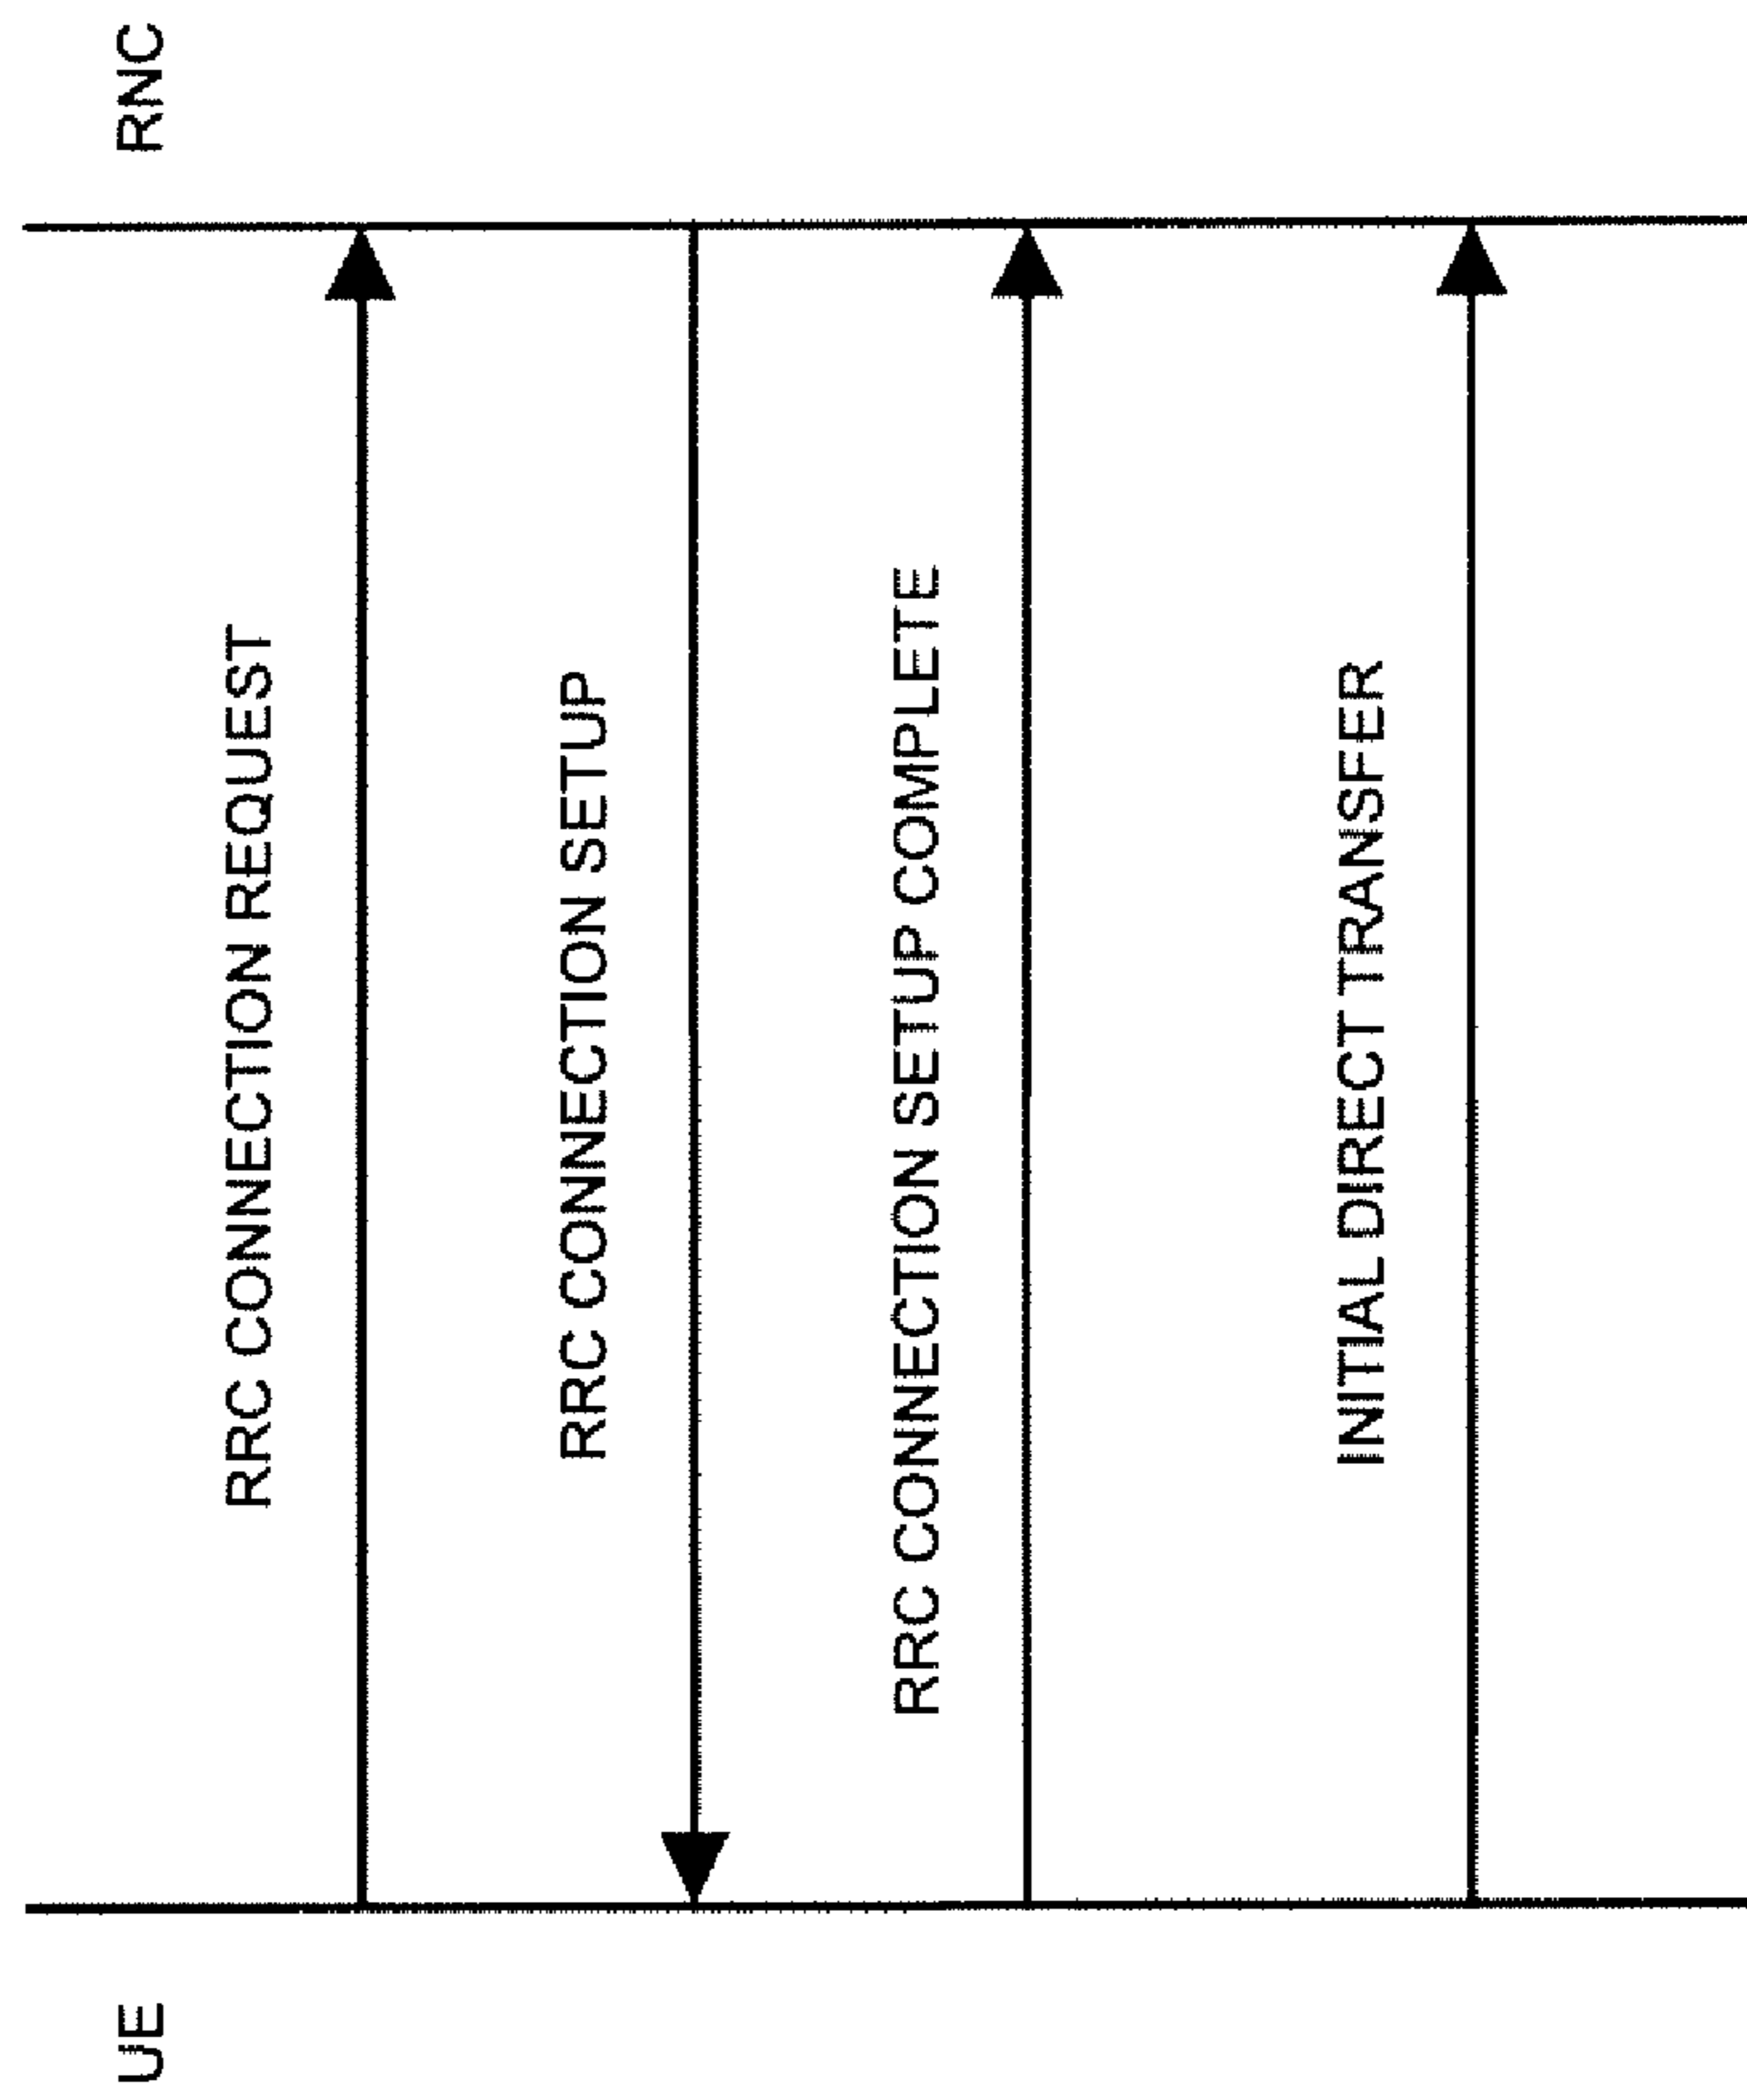 UE
RNC
RRC CONNECTION REQUEST
RRC CONNECTION SETUP
RRC CONNECTION SETUP COMPLETE
INITIAL DIRECT TRANSFER